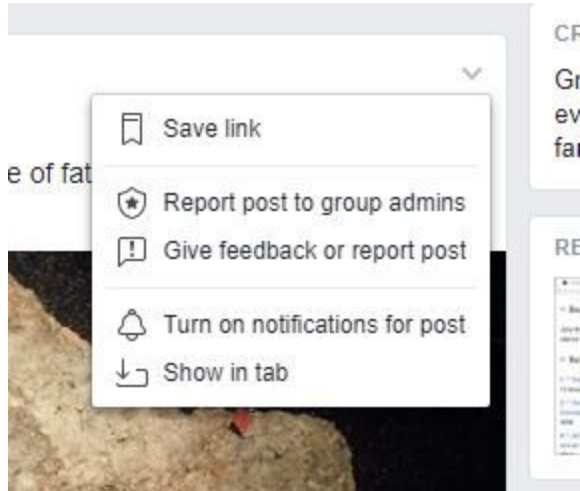 CR
Gr
ev
far
e of fat
Save link
Report post to group admins
Give feedback or report post
Turn on notifications for post
Show in tab
RE